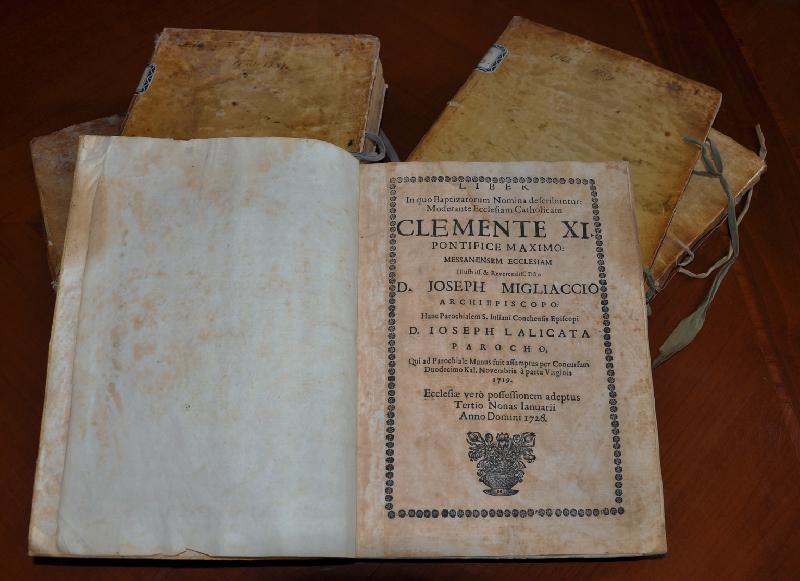 LIBER
In quo Baptizatorum Nomina describuntur:
Moderante Ecclesiam Catholicam
CLEMENTE XI.
PONTIFICE MAXIMO:
MESSANENSEM ECCLESIAM
Illustriss. & Reverendiss. Dño
D. JOSEPH MIGLIACCIO
ARCHIEPISCOPO:
Hanc Parochialem S. Iuliani Conchensis Episcopi
D. IOSEPH LALICATA
PAROCHO,
Qui ad Parochiale Munus fuit assumptus per Concursum
Duodecimo Kal. Novembris à partu Virginis
1719.
Ecclesiæ verò possessionem adeptus
Tertio Nonas Ianuarii
Anno Domini 1728.